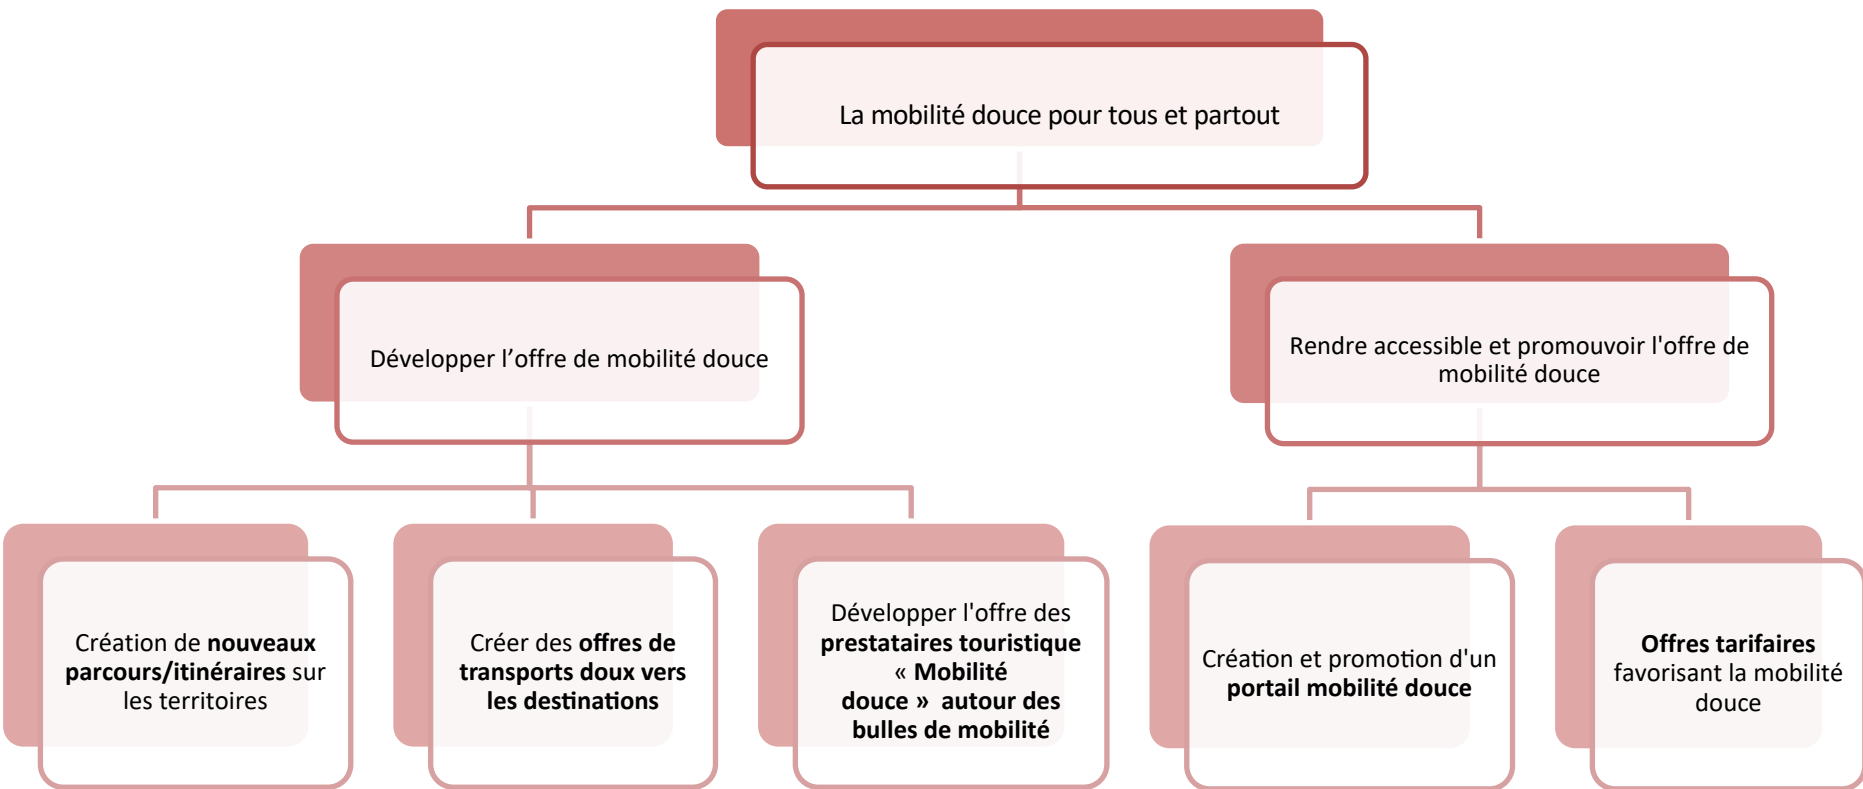 La mobilité douce pour tous et partout
Développer l’offre de mobilité douce
Rendre accessible et promouvoir l'offre de
mobilité douce
Création de nouveaux
parcours/itinéraires sur
les territoires
Créer des offres de
transports doux vers
les destinations
Développer l'offre des
prestataires touristique
« Mobilité
douce »  autour des
bulles de mobilité
Création et promotion d'un
portail mobilité douce
Offres tarifaires
favorisant la mobilité
douce